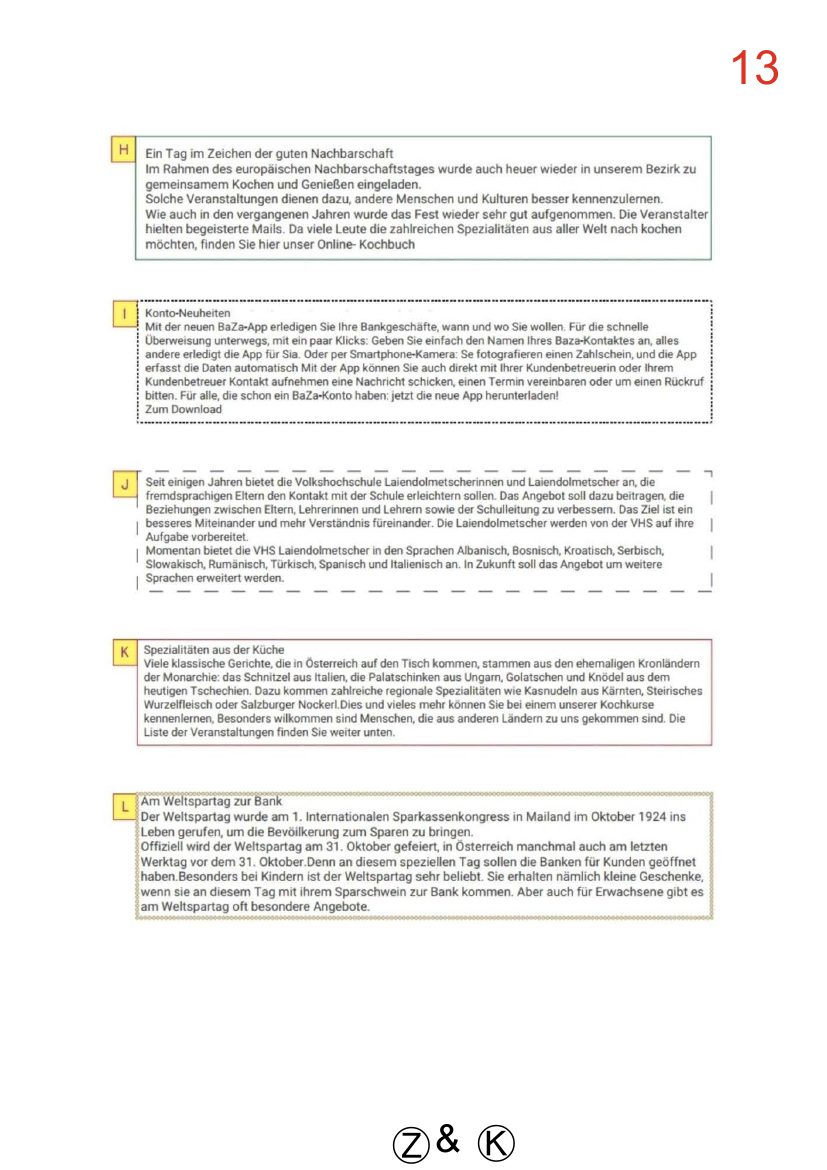 13
H
Ein Tag im Zeichen der guten Nachbarschaft
Im Rahmen des europäischen Nachbarschaftstages wurde auch heuer wieder in unserem Bezirk zu
gemeinsamem Kochen und Genießen eingeladen.
Solche Veranstaltungen dienen dazu, andere Menschen und Kulturen besser kennenzulernen.
Wie auch in den vergangenen Jahren wurde das Fest wieder sehr gut aufgenommen. Die Veranstalter
hielten begeisterte Mails. Da viele Leute die zahlreichen Spezialitäten aus aller Welt nach kochen
möchten, finden Sie hier unser Online- Kochbuch
I
Konto-Neuheiten
Mit der neuen BaZa-App erledigen Sie Ihre Bankgeschäfte, wann und wo Sie wollen. Für die schnelle
Überweisung unterwegs, mit ein paar Klicks: Geben Sie einfach den Namen Ihres Baza-Kontaktes an, alles
andere erledigt die App für Sia. Oder per Smartphone-Kamera: Se fotografieren einen Zahlschein, und die App
erfasst die Daten automatisch Mit der App können Sie auch direkt mit Ihrer Kundenbetreuerin oder Ihrem
Kundenbetreuer Kontakt aufnehmen eine Nachricht schicken, einen Termin vereinbaren oder um einen Rückruf
bitten. Für alle, die schon ein BaZa-Konto haben: jetzt die neue App herunterladen!
Zum Download
J
Seit einigen Jahren bietet die Volkshochschule Laiendolmetscherinnen und Laiendolmetscher an, die
fremdsprachigen Eltern den Kontakt mit der Schule erleichtern sollen. Das Angebot soll dazu beitragen, die
Beziehungen zwischen Eltern, Lehrerinnen und Lehrern sowie der Schulleitung zu verbessern. Das Ziel ist ein
besseres Miteinander und mehr Verständnis füreinander. Die Laiendolmetscher werden von der VHS auf ihre
Aufgabe vorbereitet.
Momentan bietet die VHS Laiendolmetscher in den Sprachen Albanisch, Bosnisch, Kroatisch, Serbisch,
Slowakisch, Rumänisch, Türkisch, Spanisch und Italienisch an. In Zukunft soll das Angebot um weitere
Sprachen erweitert werden.
K
Spezialitäten aus der Küche
Viele klassische Gerichte, die in Österreich auf den Tisch kommen, stammen aus den ehemaligen Kronländern
der Monarchie: das Schnitzel aus Italien, die Palatschinken aus Ungarn, Golatschen und Knödel aus dem
heutigen Tschechien. Dazu kommen zahlreiche regionale Spezialitäten wie Kasnudeln aus Kärnten, Steirisches
Wurzelfleisch oder Salzburger Nockerl.Dies und vieles mehr können Sie bei einem unserer Kochkurse
kennenlernen, Besonders wilkommen sind Menschen, die aus anderen Ländern zu uns gekommen sind. Die
Liste der Veranstaltungen finden Sie weiter unten.
L
Am Weltspartag zur Bank
Der Weltspartag wurde am 1. Internationalen Sparkassenkongress in Mailand im Oktober 1924 ins
Leben gerufen, um die Bevöilkerung zum Sparen zu bringen.
Offiziell wird der Weltspartag am 31. Oktober gefeiert, in Österreich manchmal auch am letzten
Werktag vor dem 31. Oktober.Denn an diesem speziellen Tag sollen die Banken für Kunden geöffnet
haben.Besonders bei Kindern ist der Weltspartag sehr beliebt. Sie erhalten nämlich kleine Geschenke,
wenn sie an diesem Tag mit ihrem Sparschwein zur Bank kommen. Aber auch für Erwachsene gibt es
am Weltspartag oft besondere Angebote.
Z & K